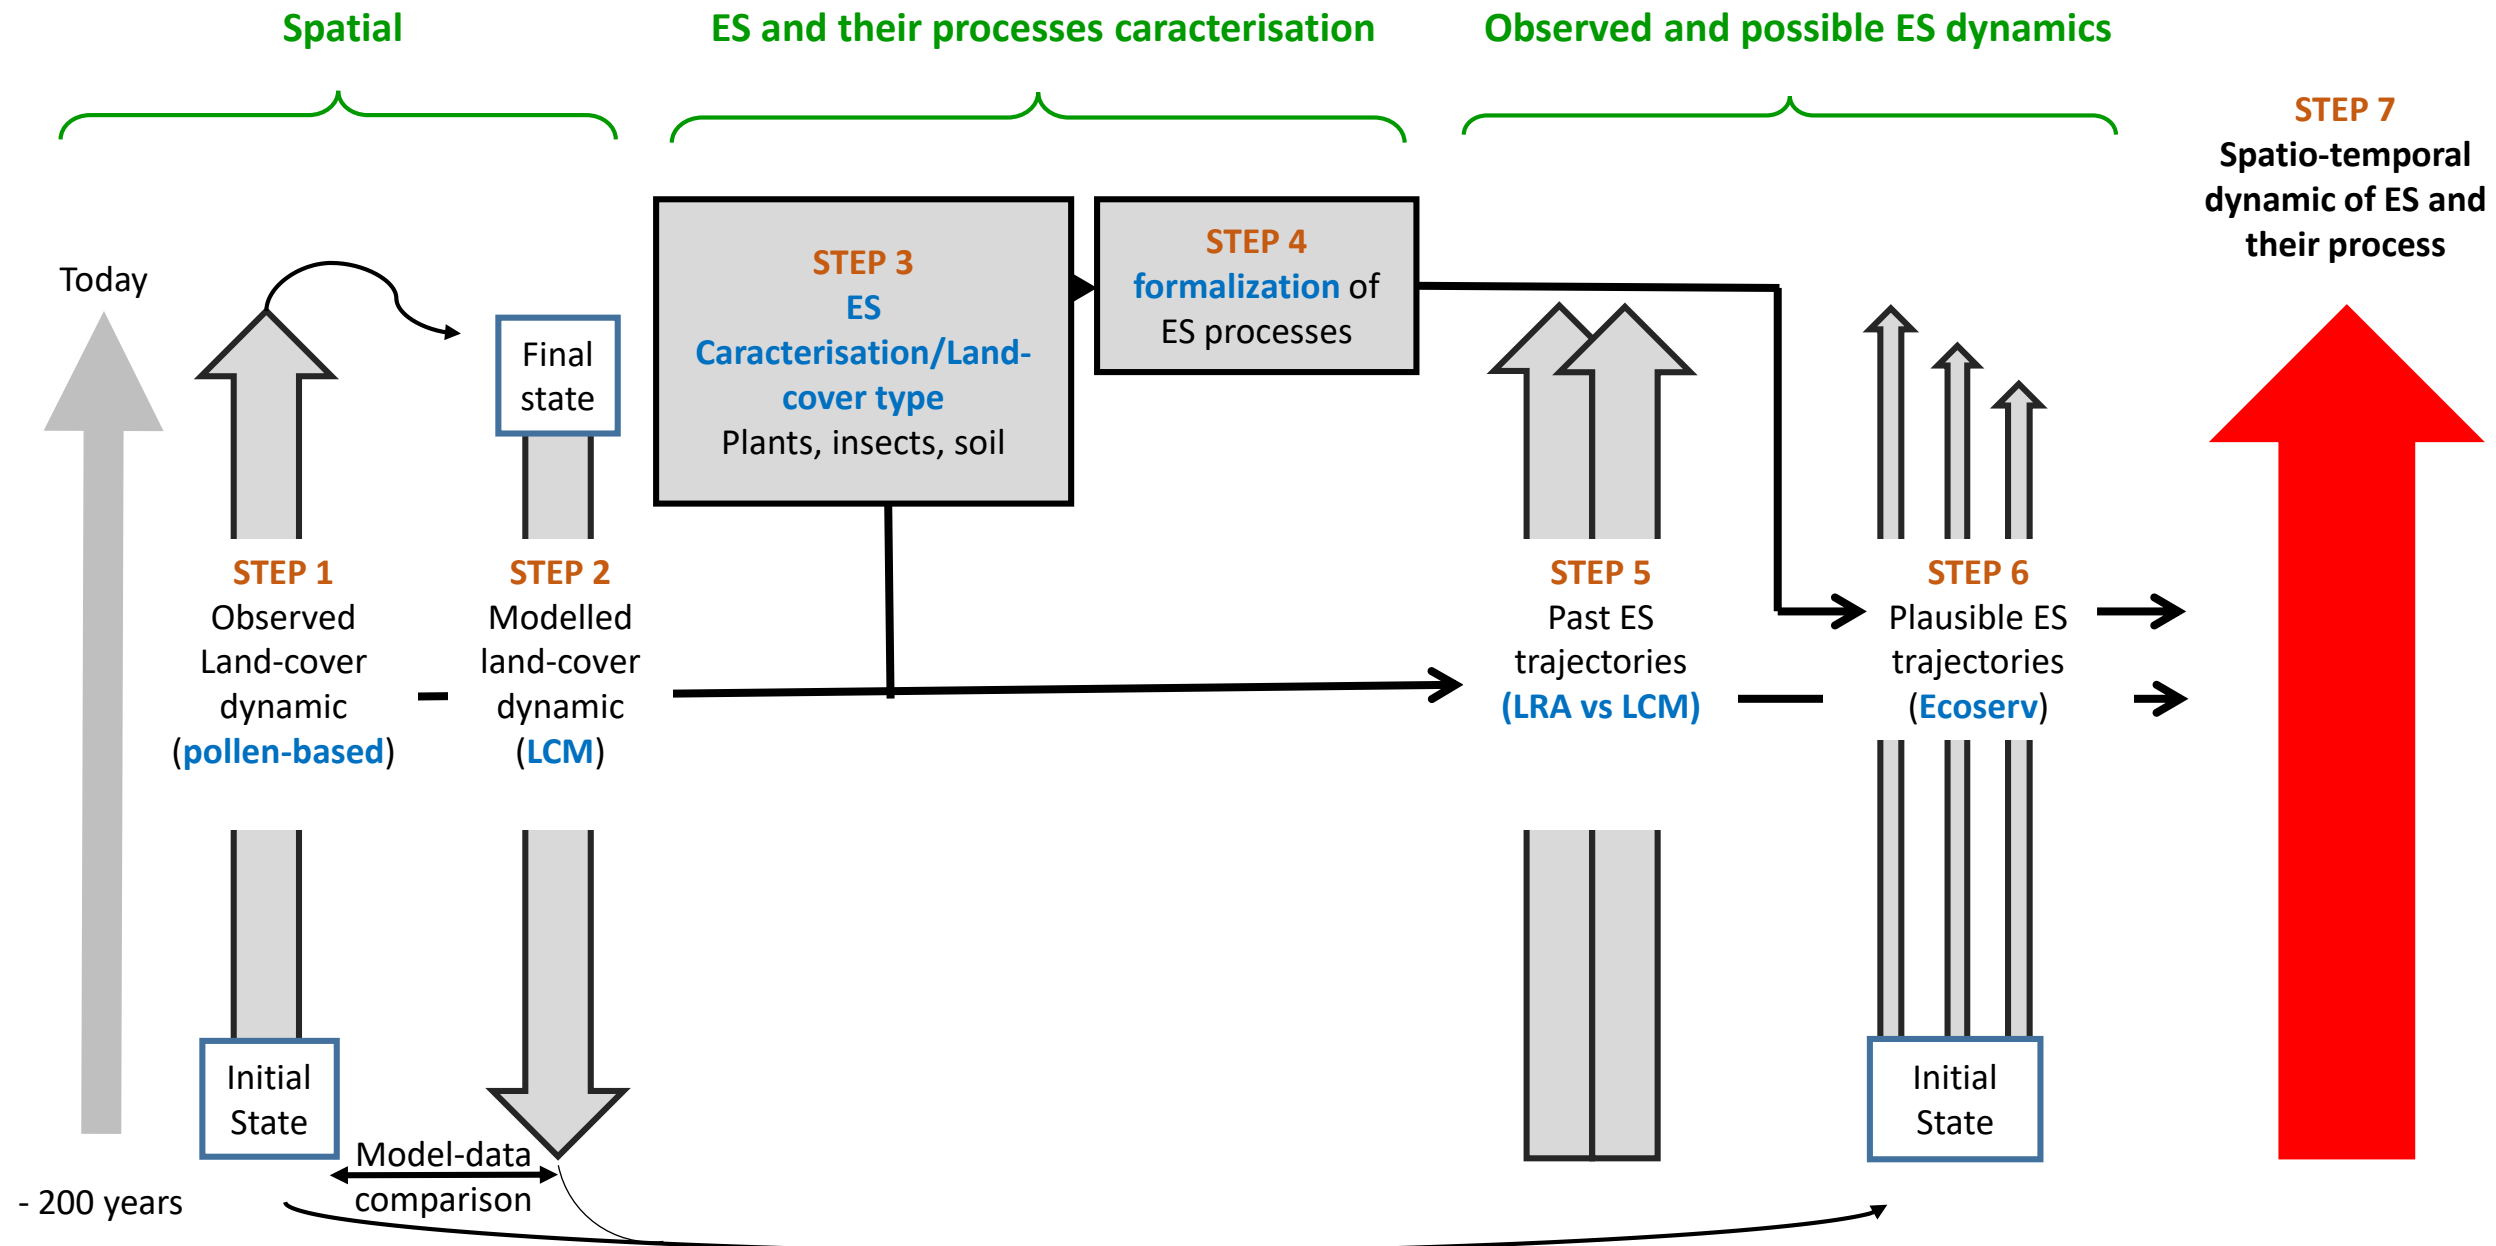 Spatial
ES and their processes caracterisation
Observed and possible ES dynamics
STEP 7
Spatio-temporal
dynamic of ES and
their process
Today
Final
state
STEP 3
ES
Caracterisation/Land-
cover type
Plants, insects, soil
STEP 4
formalization of
ES processes
STEP 1
Observed
Land-cover
dynamic
(pollen-based)
STEP 2
Modelled
land-cover
dynamic
(LCM)
STEP 5
Past ES
trajectories
(LRA vs LCM)
STEP 6
Plausible ES
trajectories
(Ecoserv)
Initial
State
Model-data
comparison
Initial
State
- 200 years